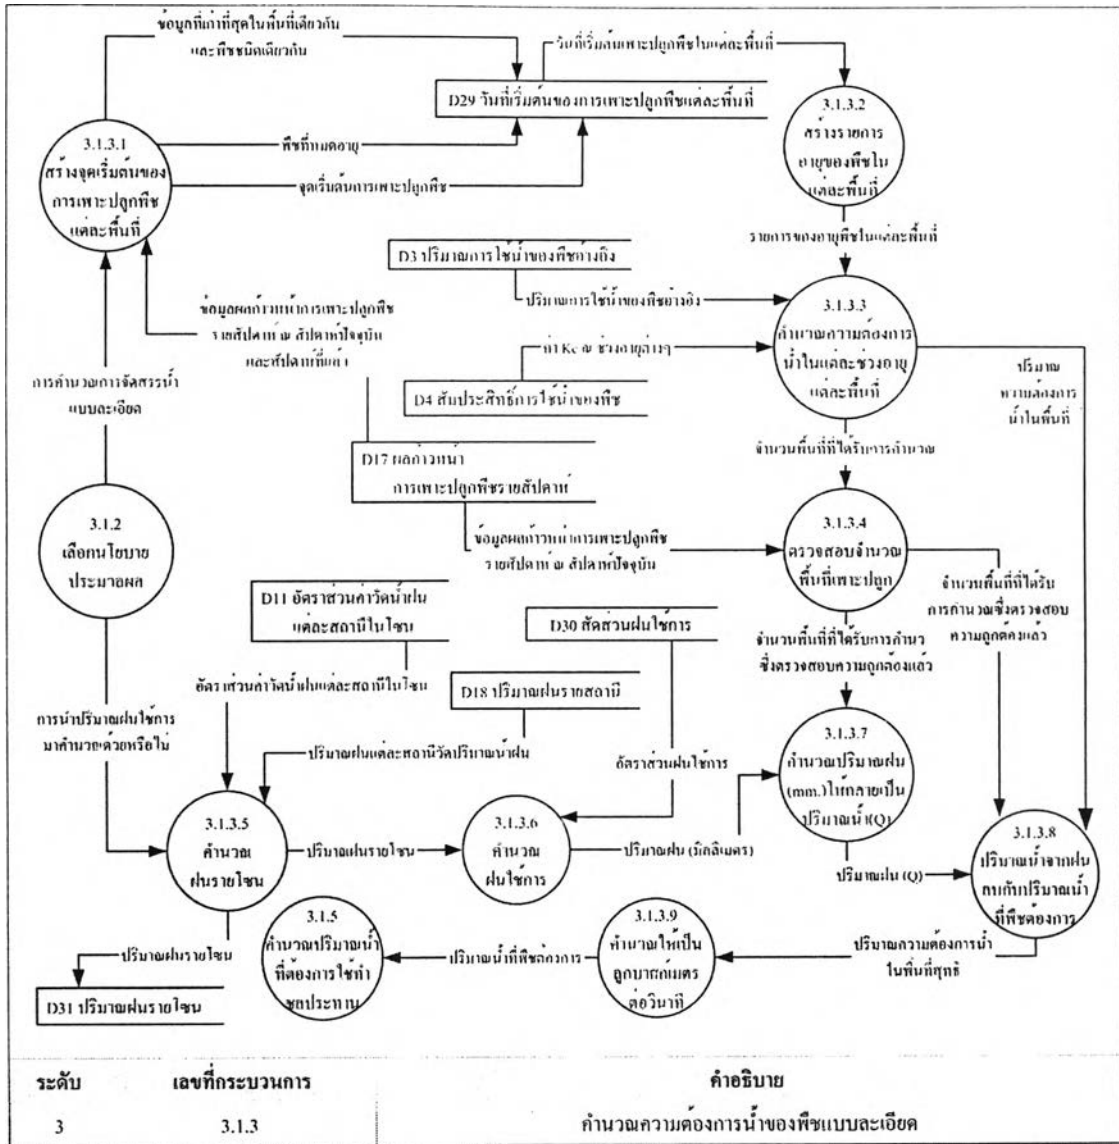 ข้อมูลที่เก่าที่สุดในพื้นที่เดียวกัน
และพืชชนิดเดียวกัน
วันที่เริ่มต้นเพาะปลูกพืชในแต่ละพื้นที่
D29 วันที่เริ่มต้นของการเพาะปลูกพืชแต่ละพื้นที่
3.1.3.1
สร้างจุดเริ่มต้นของ
การเพาะปลูกพืช
แต่ละพื้นที่
พืชที่หมดอายุ
จุดเริ่มต้นการเพาะปลูกพืช
3.1.3.2
สร้างรายการ
อายุของพืชใน
แต่ละพื้นที่
รายการของอายุพืชในแต่ละพื้นที่
D3 ปริมาณการใช้น้ำของพืชอ้างอิง
ปริมาณการใช้น้ำของพืชอ้างอิง
ข้อมูลผลก้าวหน้าการเพาะปลูกพืช
รายสัปดาห์ ณ สัปดาห์ปัจจุบัน
และสัปดาห์ที่แล้ว
3.1.3.3
คำนวณความต้องการ
น้ำในแต่ละช่วงอายุ
แต่ละพื้นที่
ค่า Kc ณ ช่วงอายุต่างๆ
D4 สัมประสิทธิ์การใช้น้ำของพืช
การคำนวณการจัดสรรน้ำ
แบบละเอียด
ปริมาณ
ความต้องการ
น้ำในพื้นที่
D17 ผลก้าวหน้า
การเพาะปลูกพืชรายสัปดาห์
จำนวนพื้นที่ที่ได้รับการคำนวณ
3.1.2
เลือกนโยบาย
ประมวลผล
ข้อมูลผลก้าวหน้าการเพาะปลูกพืช
รายสัปดาห์ ณ สัปดาห์ปัจจุบัน
3.1.3.4
ตรวจสอบจำนวน
พื้นที่เพาะปลูก
D11 อัตราส่วนค่าวัดน้ำฝน
แต่ละสถานีในโซน
D30 สัดส่วนฝนใช้การ
จำนวนพื้นที่ที่ได้รับ
การคำนวณซึ่งตรวจสอบ
ความถูกต้องแล้ว
จำนวนพื้นที่ที่ได้รับการคำนว
ซึ่งตรวจสอบความถูกต้องแล้ว
อัตราส่วนค่าวัดน้ำฝนแต่ละสถานีในโซน
D18 ปริมาณฝนรายสถานี
การนำปริมาณฝนใช้การ
มาคำนวณด้วยหรือไม่
ปริมาณฝนแต่ละสถานีวัดปริมาณน้ำฝน
อัตราส่วนฝนใช้การ
3.1.3.7
คำนวณปริมาณฝน
(mm.)ให้กลายเป็น
ปริมาณน้ำ(Q)
3.1.3.5
คำนวณ
ฝนรายโซน
ปริมาณฝนรายโซน
3.1.3.6
คำนวณ
ฝนใช้การ
ปริมาณฝน (มิลลิเมตร)
ปริมาณฝน (Q)
3.1.3.8
ปริมาณน้ำจากฝน
ลบกับปริมาณน้ำ
ที่พืชต้องการ
ปริมาณความต้องการน้ำ
ในพื้นที่สุทธิ
3.1.3.9
คำนวณให้เป็น
ลูกบาศก์เมตร
ต่อวินาที
ปริมาณน้ำที่พืชต้องการ
3.1.5
คำนวณปริมาณน้ำ
ที่ต้องการใช้ทำ
ชลประทาน
ปริมาณฝนรายโซน
D31 ปริมาณฝนรายโซน
ระดับ เลขที่กระบวนการ คำอธิบาย
3 3.1.3 คำนวณความต้องการน้ำของพืชแบบละเอียด